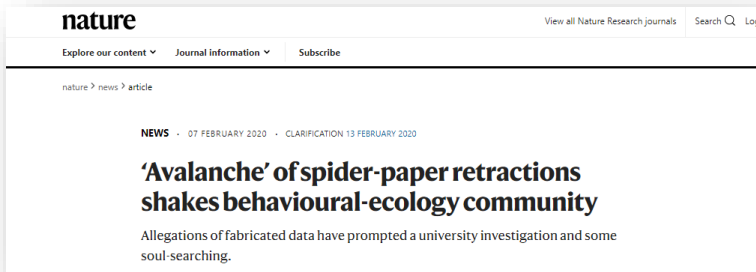 nature
View all Nature Research journals Search
Explore our content Journal information Subscribe
nature > news > article
NEWS · 07 FEBRUARY 2020 · CLARIFICATION 13 FEBRUARY 2020
‘Avalanche’ of spider-paper retractions
shakes behavioural-ecology community
Allegations of fabricated data have prompted a university investigation and some
soul-searching.